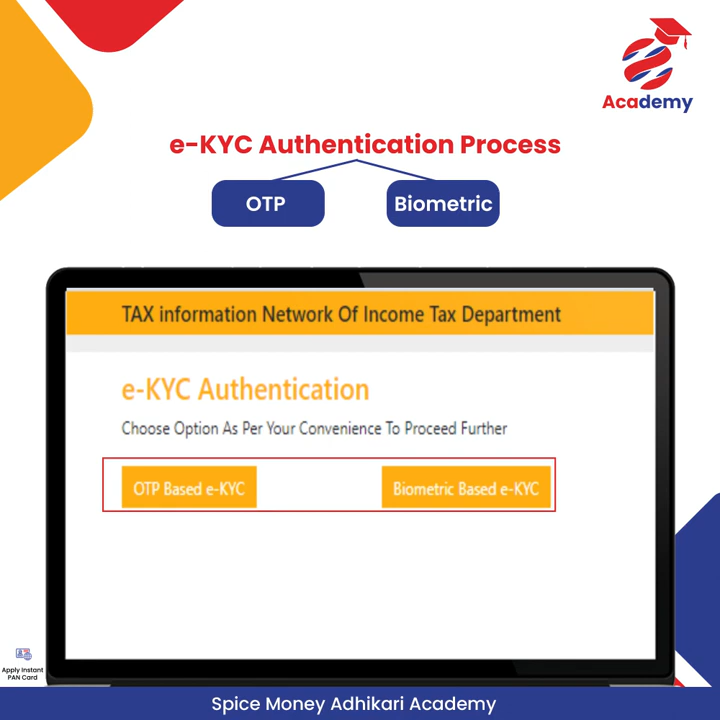 Academy
e-KYC Authentication Process
OTP
Biometric
TAX information Network Of Income Tax Department
e-KYC Authentication
Choose Option As Per Your Convenience To Proceed Further
OTP Based e-KYC
Biometric Based e-KYC
Apply Instant
PAN Card
Spice Money Adhikari Academy